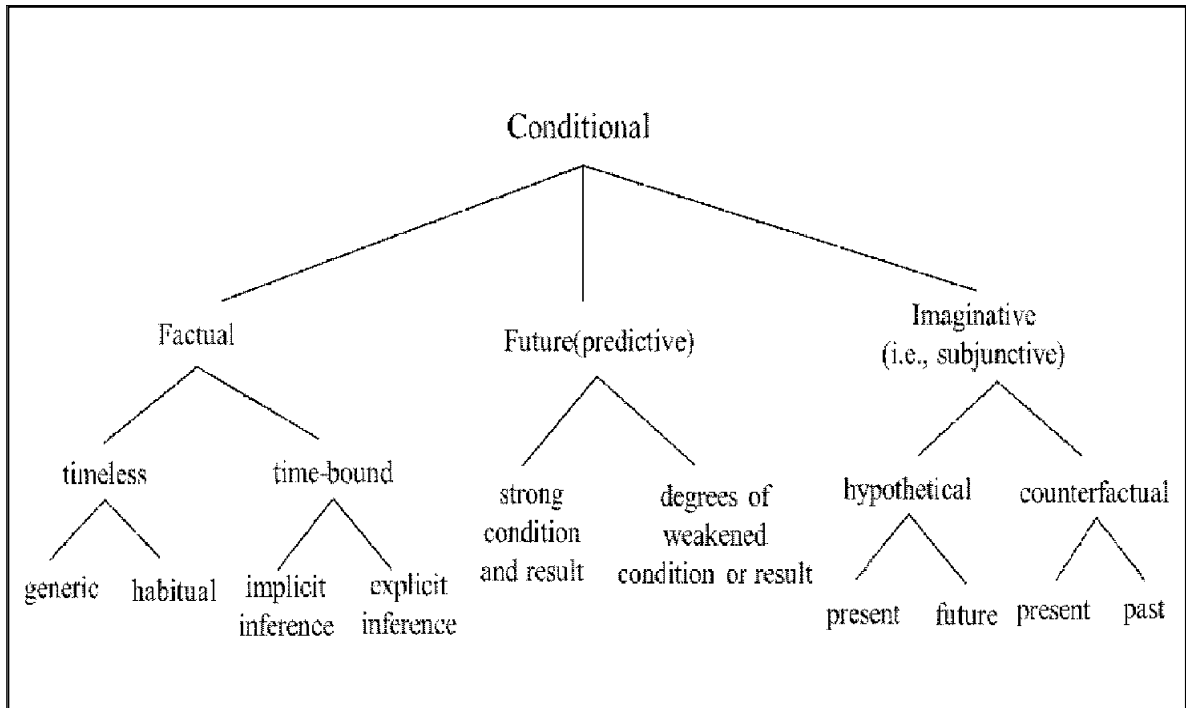 Conditional
Factual
Future(predictive)
Imaginative
(i.e., subjunctive)
timeless
time-bound
strong
condition
and result
degrees of
weakened
condition or result
hypothetical
counterfactual
generic
habitual
implicit
inference
explicit
inference
present
future
present
past